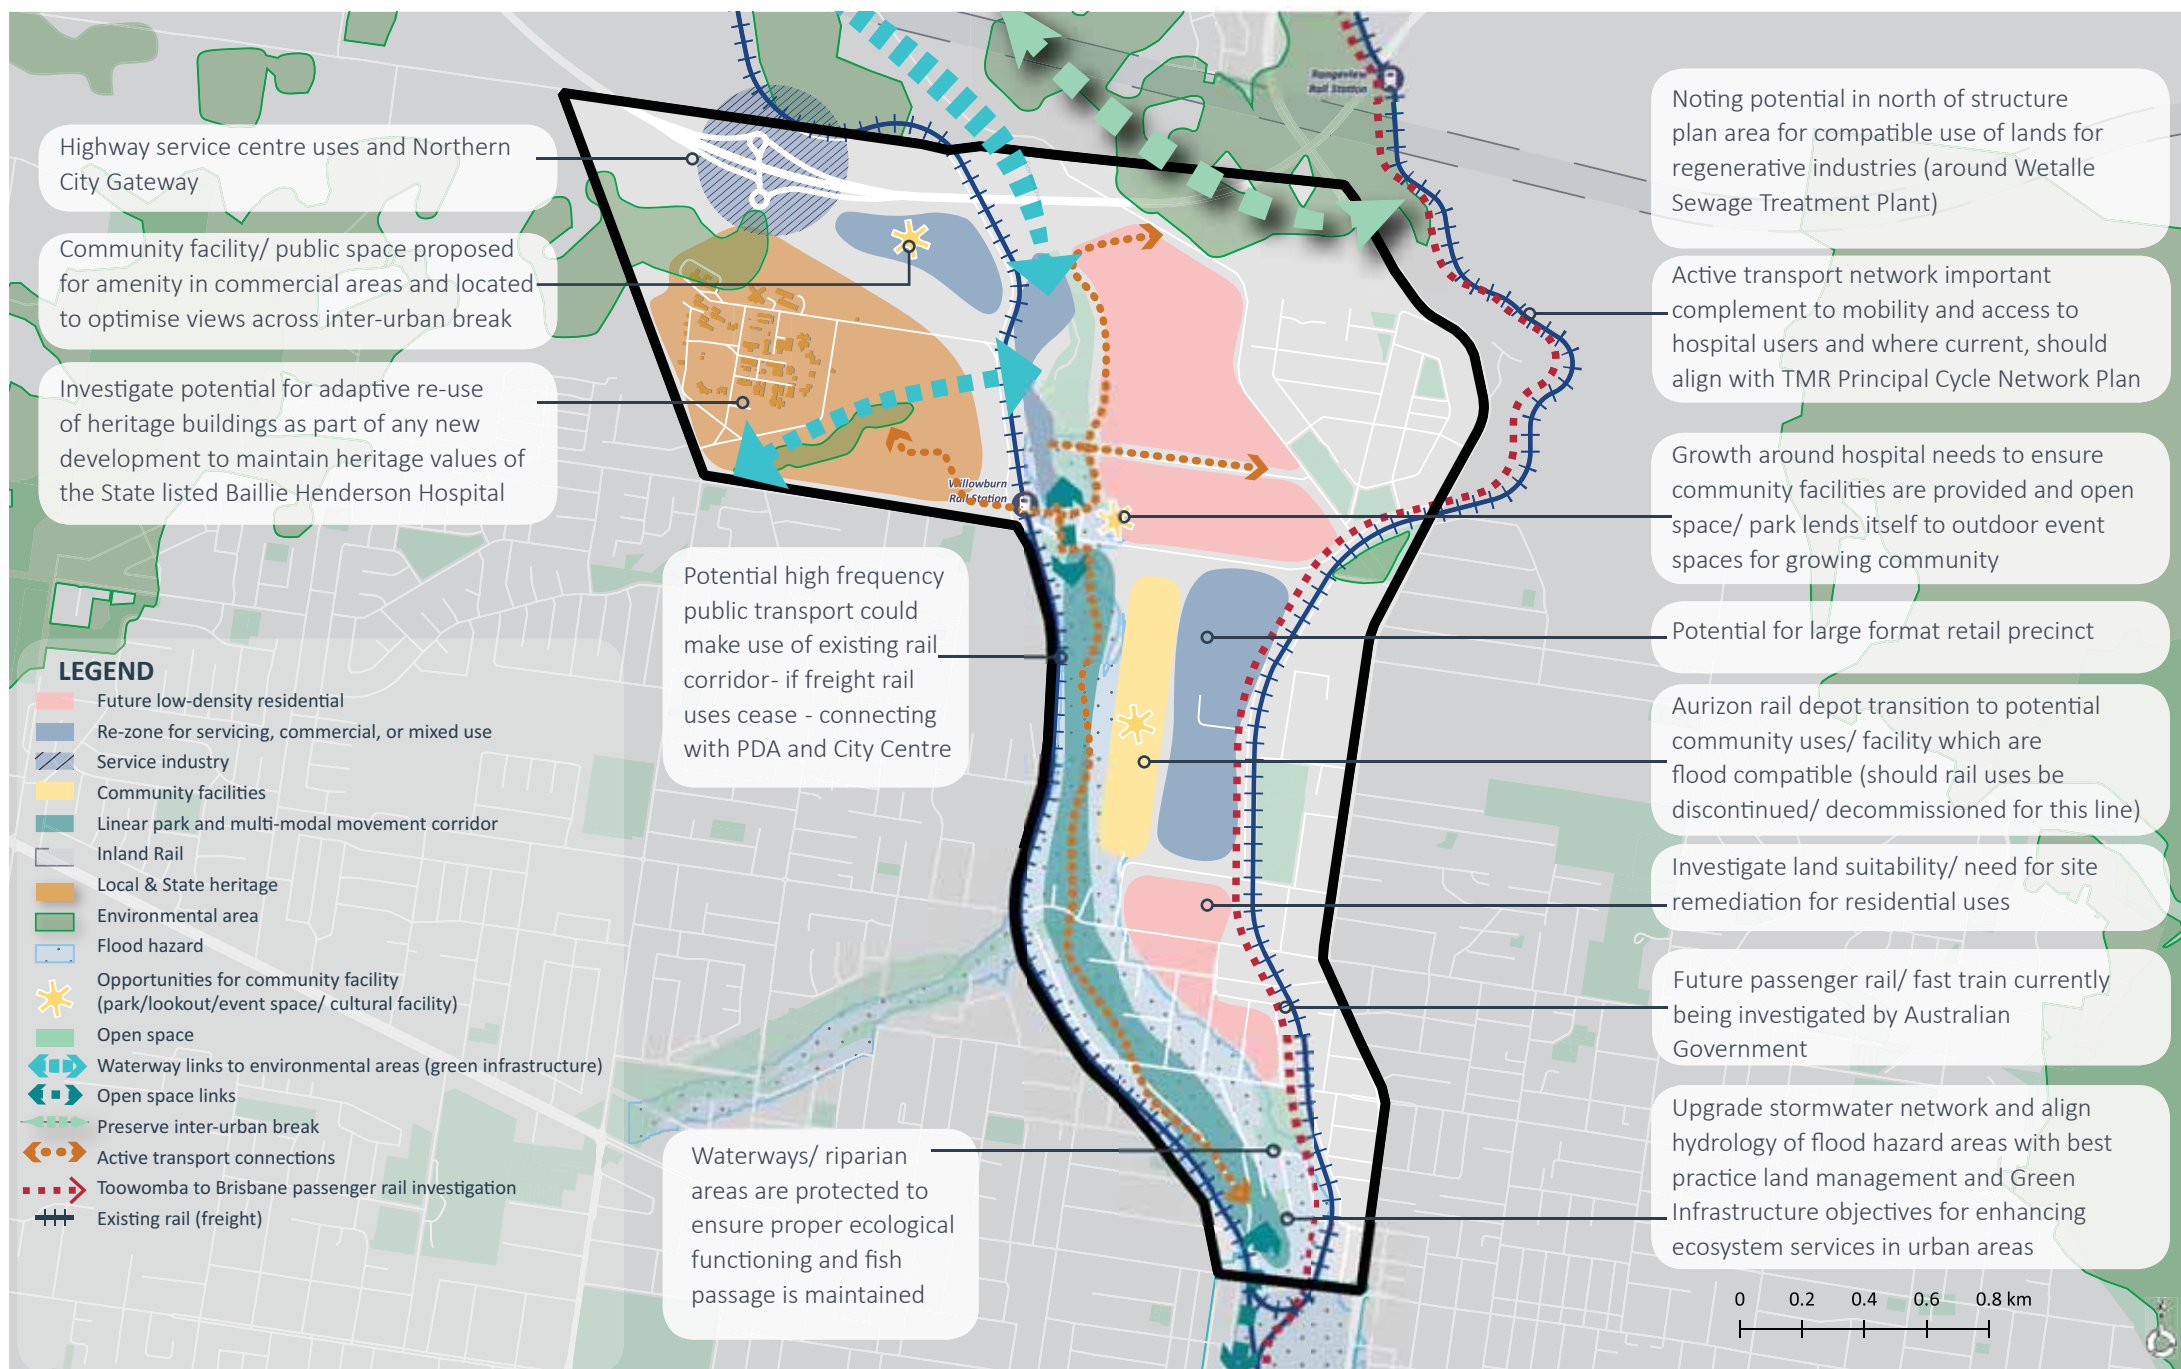 Highway service centre uses and Northern
City Gateway
Community facility/ public space proposed
for amenity in commercial areas and located
to optimise views across inter-urban break
Investigate potential for adaptive re-use
of heritage buildings as part of any new
development to maintain heritage values of
the State listed Baillie Henderson Hospital
Rangeview
Rail Station
Willowburn
Rail Station
Potential high frequency
public transport could
make use of existing rail
corridor- if freight rail
uses cease - connecting
with PDA and City Centre
Waterways/ riparian
areas are protected to
ensure proper ecological
functioning and fish
passage is maintained
Noting potential in north of structure
plan area for compatible use of lands for
regenerative industries (around Wetalle
Sewage Treatment Plant)
Active transport network important
complement to mobility and access to
hospital users and where current, should
align with TMR Principal Cycle Network Plan
Growth around hospital needs to ensure
community facilities are provided and open
space/ park lends itself to outdoor event
spaces for growing community
Potential for large format retail precinct
Aurizon rail depot transition to potential
community uses/ facility which are
flood compatible (should rail uses be
discontinued/ decommissioned for this line)
Investigate land suitability/ need for site
remediation for residential uses
Future passenger rail/ fast train currently
being investigated by Australian
Government
Upgrade stormwater network and align
hydrology of flood hazard areas with best
practice land management and Green
Infrastructure objectives for enhancing
ecosystem services in urban areas
LEGEND
Future low-density residential
Re-zone for servicing, commercial, or mixed use
Service industry
Community facilities
Linear park and multi-modal movement corridor
Inland Rail
Local & State heritage
Environmental area
Flood hazard
Opportunities for community facility
(park/lookout/event space/ cultural facility)
Open space
Waterway links to environmental areas (green infrastructure)
Open space links
Preserve inter-urban break
Active transport connections
Toowomba to Brisbane passenger rail investigation
Existing rail (freight)
0 0.2 0.4 0.6 0.8 km